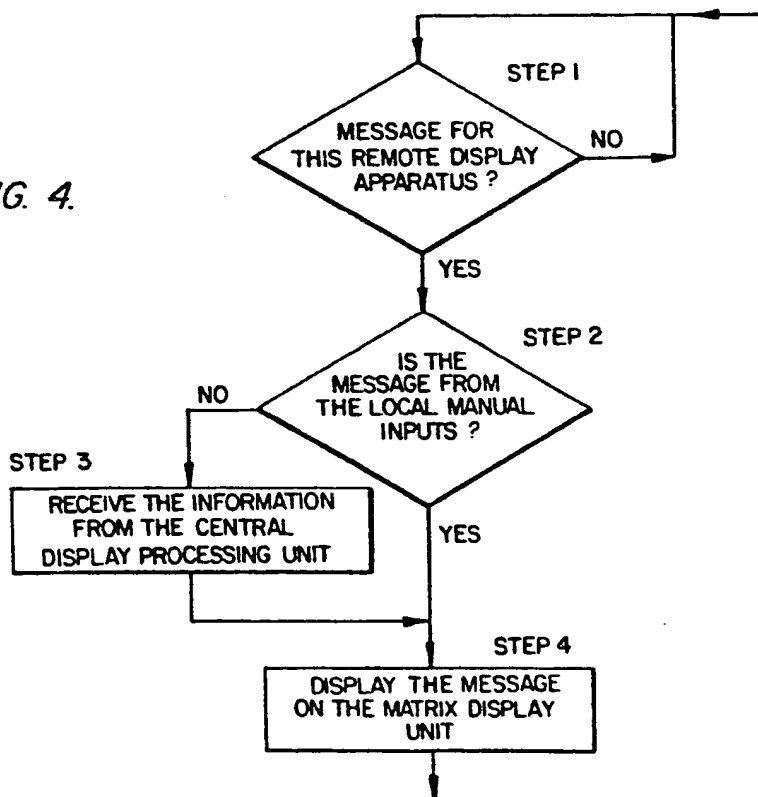 STEP 1
MESSAGE FOR
THIS REMOTE DISPLAY
APPARATUS ?
NO
G. 4.
YES
STEP 2
IS THE
MESSAGE FROM
THE LOCAL MANUAL
INPUTS ?
NO
STEP 3
RECEIVE THE INFORMATION
FROM THE CENTRAL
DISPLAY PROCESSING UNIT
YES
STEP 4
DISPLAY THE MESSAGE
ON THE MATRIX DISPLAY
UNIT